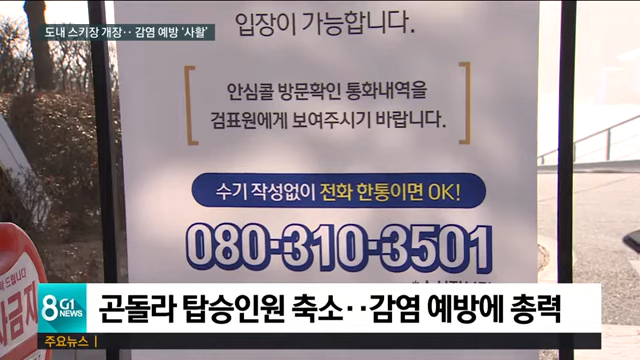 도내 스키장 개장‥ 감염 예방 '사활'
입장이 가능합니다.
안심콜 방문확인 통화내역을
검표원에게 보여주시기 바랍니다.
수기 작성없이 전화 한통이면 OK!
080-310-3501
드립니다
8 G1
NEWS
곤돌라 탑승인원 축소‥감염 예방에 총력
주요뉴스